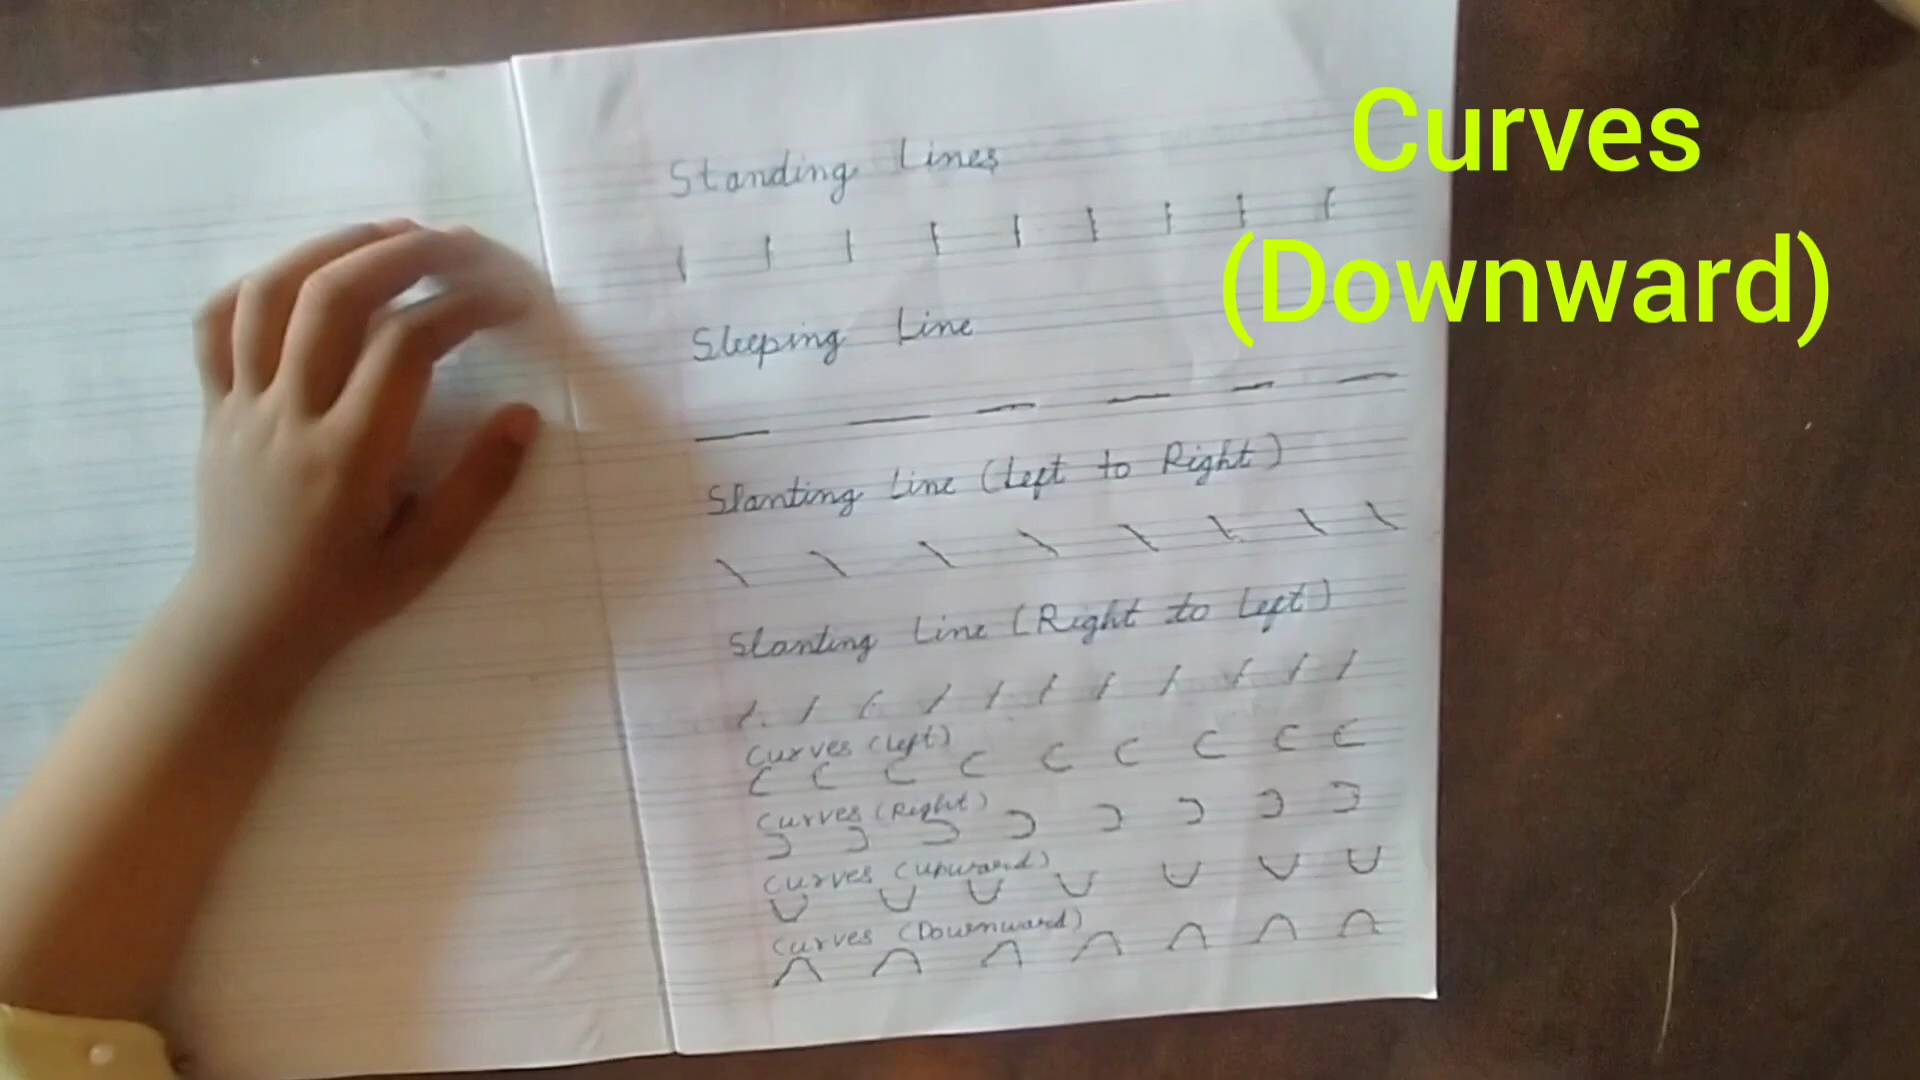 Curves
(Downward)
Standing Lines
Sleeping Line
Slanting Line (Left to Right)
Slanting Line (Right to Left)
Curves (Left)
C C C C C C C C C
Curves (Right)
Curves (Upward)
U U U U U U U
Curves (Downward)